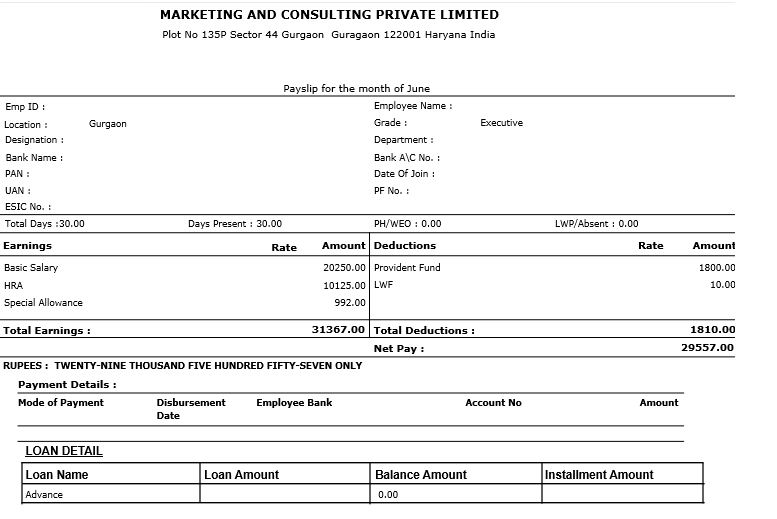 MARKETING AND CONSULTING PRIVATE LIMITED
Plot No 135P Sector 44 Gurgaon Guragaon 122001 Haryana India
Payslip for the month of June
Emp ID : Employee Name :
Location : Gurgaon Grade : Executive
Designation : Department :
Bank Name : Bank A\C No. :
PAN : Date Of Join :
UAN : PF No. :
ESIC No. :
Total Days :30.00 Days Present : 30.00 PH/WEO : 0.00 LWP/Absent : 0.00
Earnings Rate Amount Deductions Rate Amount
Basic Salary 20250.00 Provident Fund 1800.00
HRA 10125.00 LWF 10.00
Special Allowance 992.00
Total Earnings : 31367.00 Total Deductions : 1810.00
Net Pay : 29557.00
RUPEES : TWENTY-NINE THOUSAND FIVE HUNDRED FIFTY-SEVEN ONLY
Payment Details :
Mode of Payment Disbursement Date Employee Bank Account No Amount
LOAN DETAIL
Loan Name Loan Amount Balance Amount Installment Amount
Advance 0.00